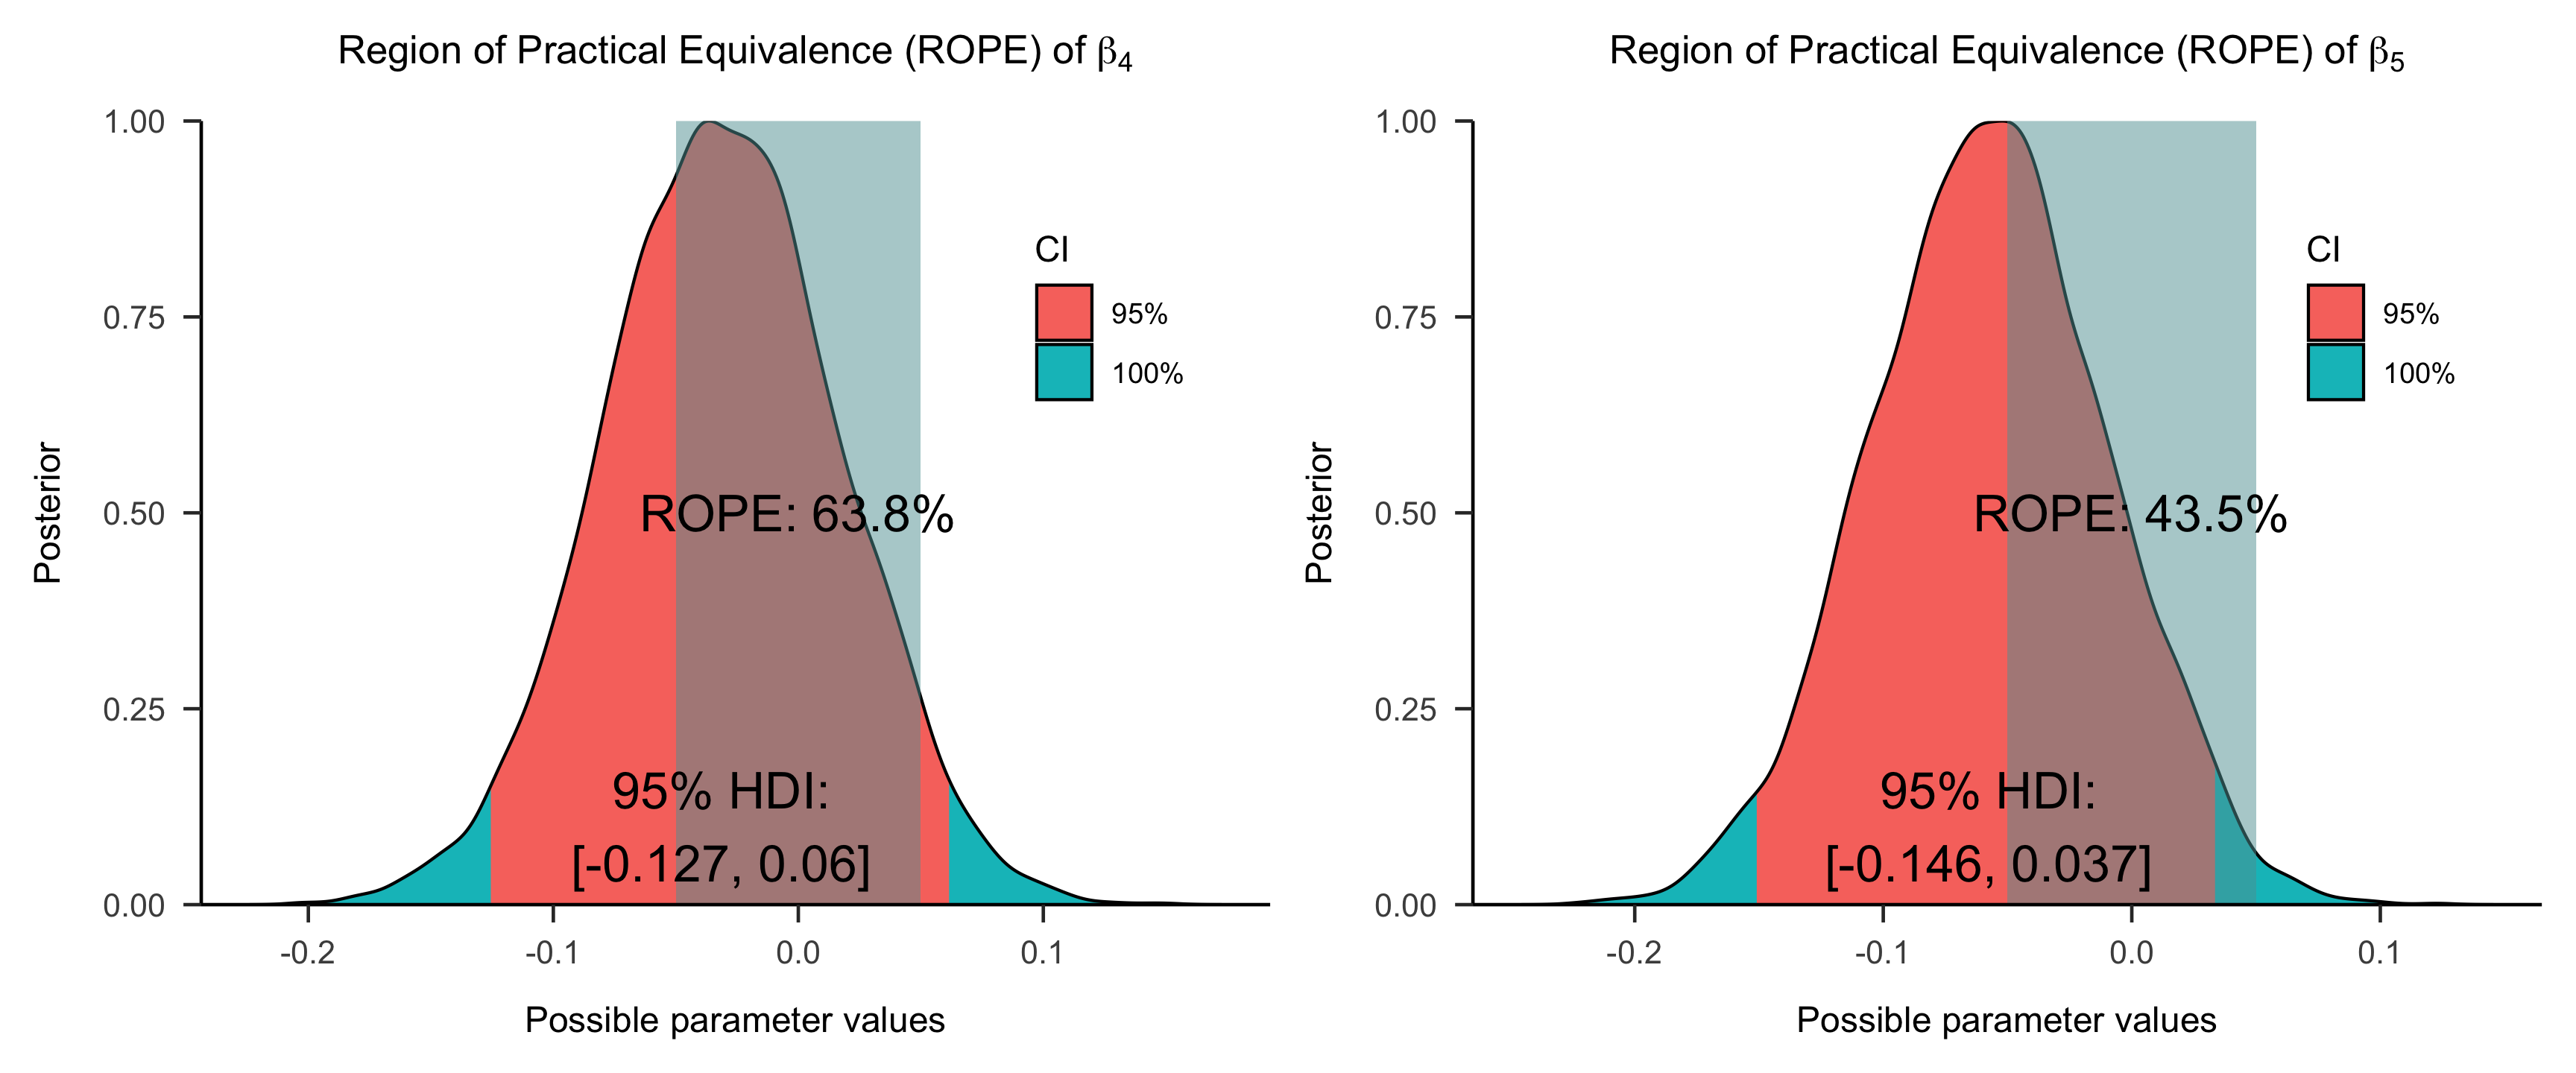 Region of Practical Equivalence (ROPE) of β4
1.00
0.75
0.50
0.25
0.00
Posterior
-0.2
-0.1
0.0
0.1
Possible parameter values
CI
95%
100%
ROPE: 63.8%
95% HDI:
[-0.127, 0.06]
Region of Practical Equivalence (ROPE) of β5
1.00
0.75
0.50
0.25
0.00
Posterior
-0.2
-0.1
0.0
0.1
Possible parameter values
CI
95%
100%
ROPE: 43.5%
95% HDI:
[-0.146, 0.037]